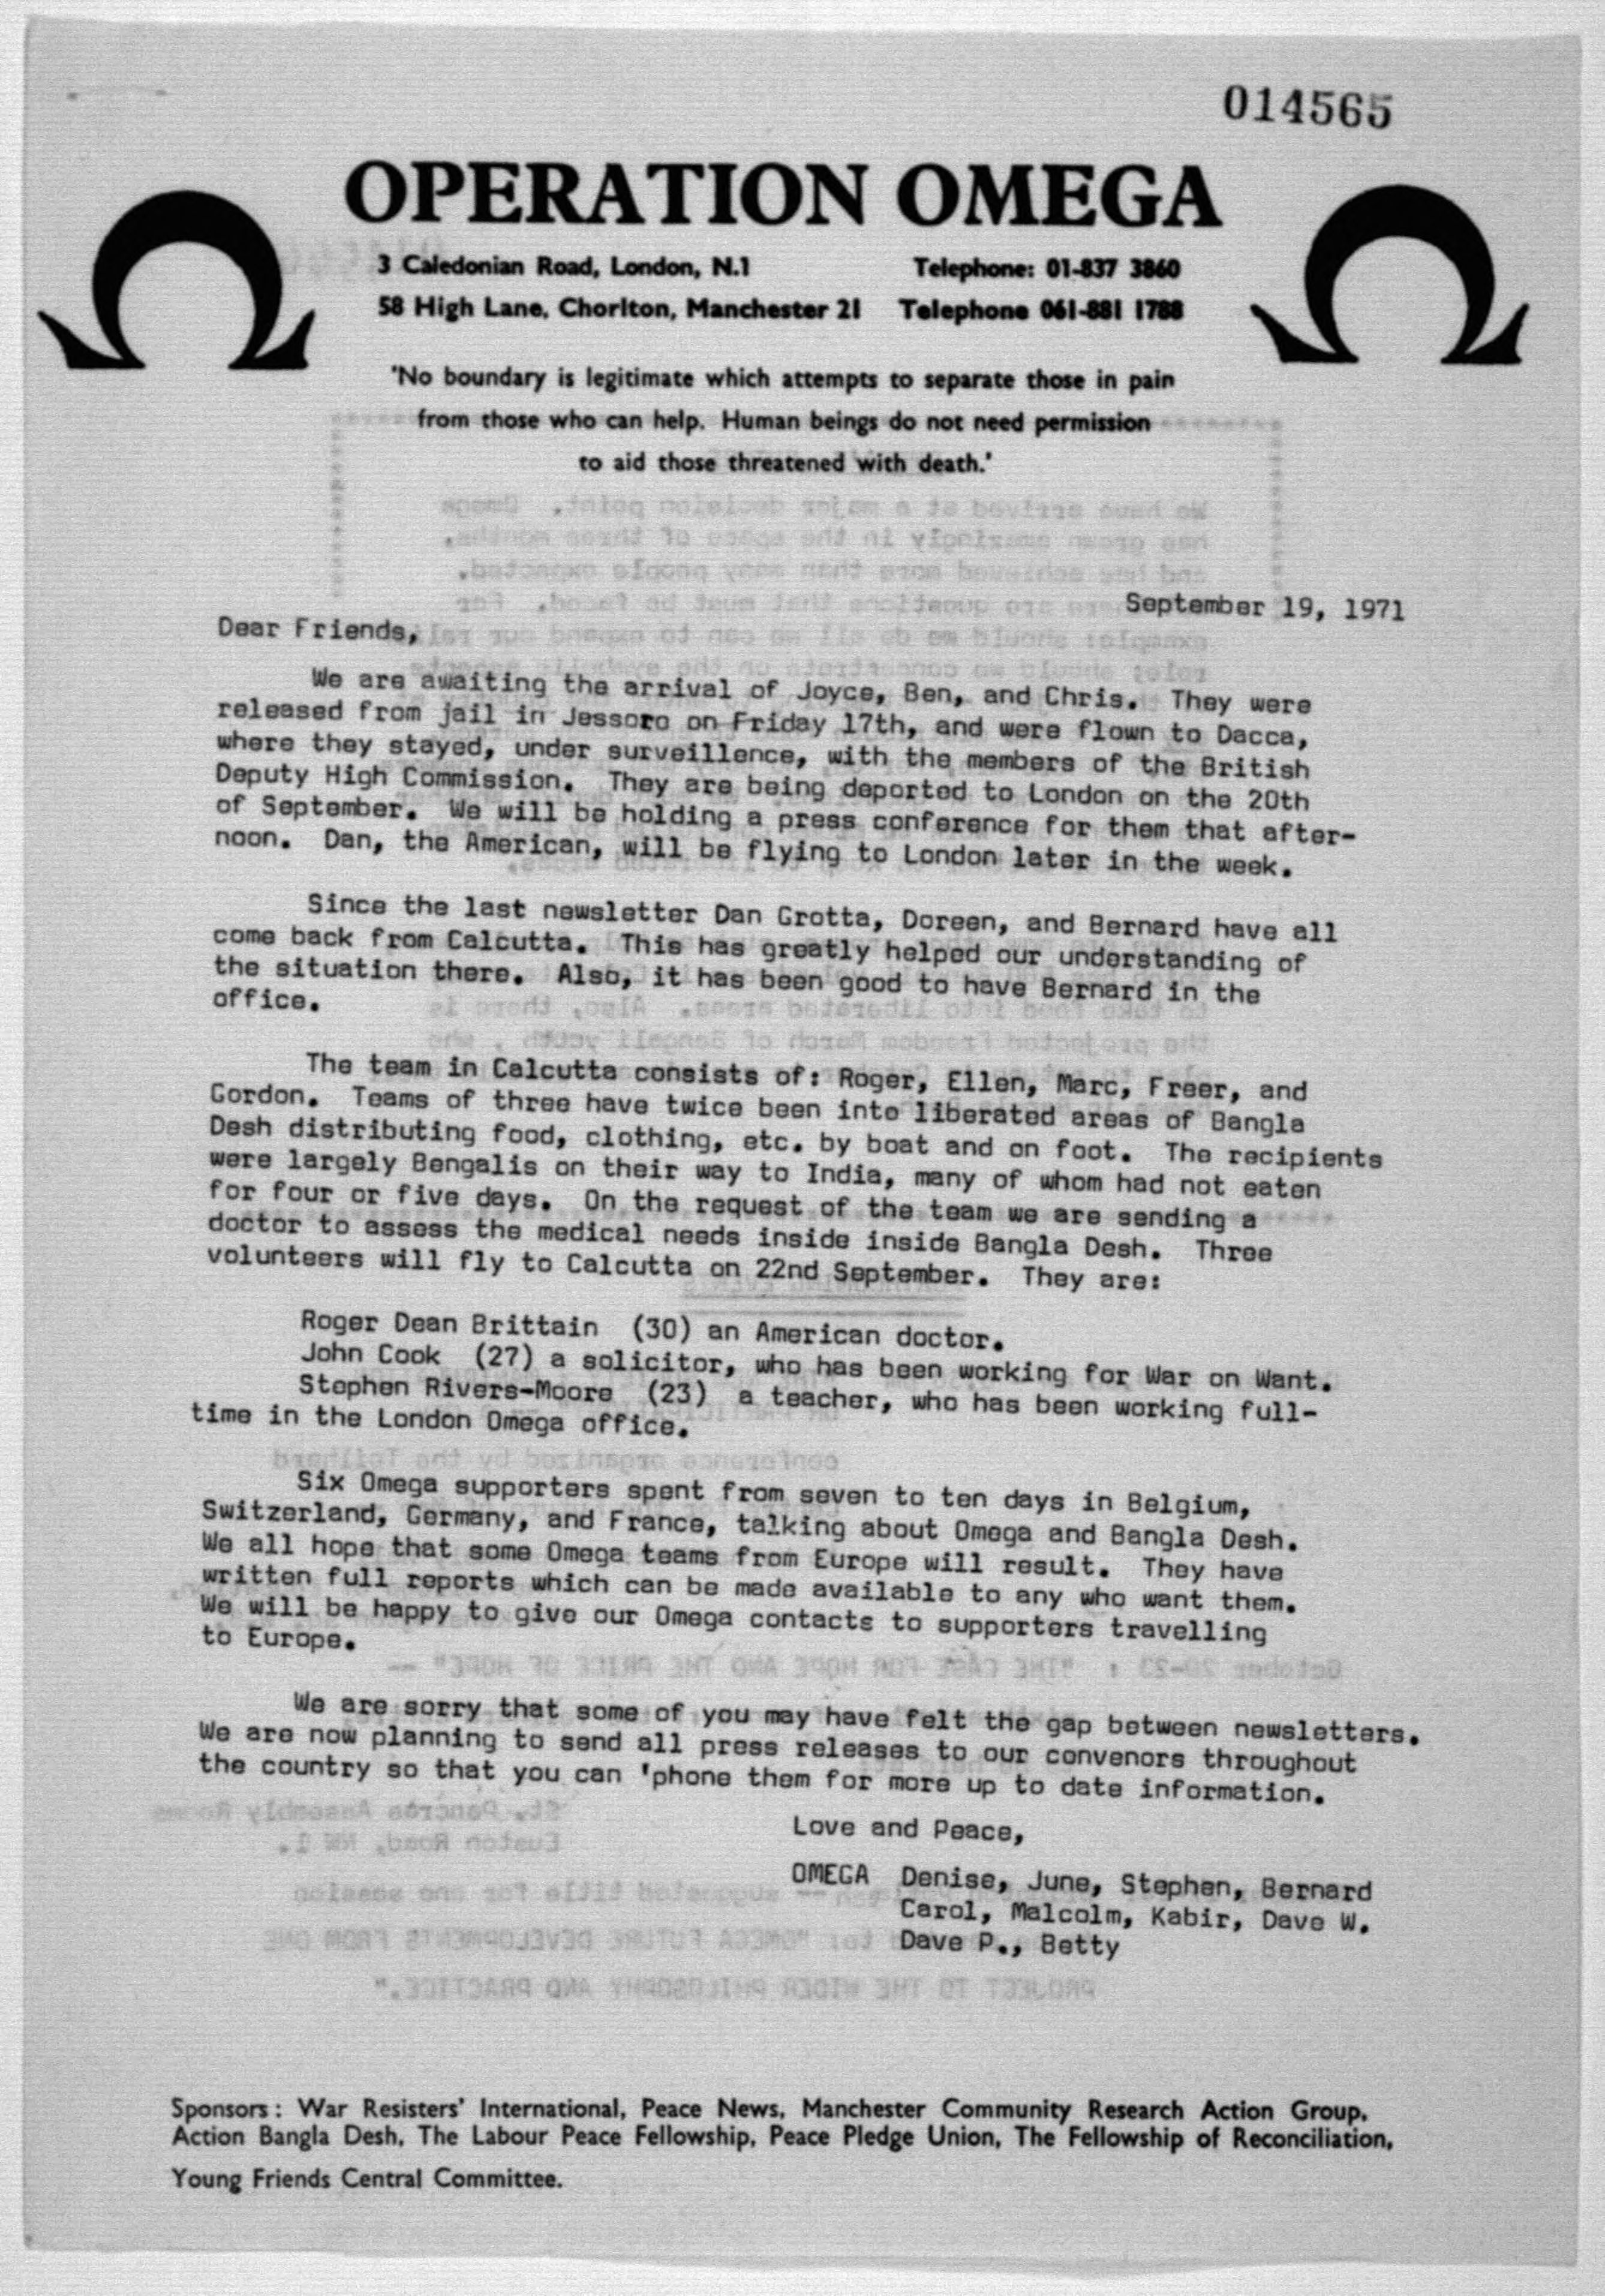 014565
OPERATION OMEGA
3 Caledonian Road, London, N.1 Telephone: 01-837 3860
58 High Lane, Chorlton, Manchester 21 Telephone 061-881 1788
'No boundary is legitimate which attempts to separate those in pain
from those who can help. Human beings do not need permission
to aid those threatened with death.'
September 19, 1971
Dear Friends,
We are awaiting the arrival of Joyce, Ben, and Chris. They were
released from jail in Jessore on Friday 17th, and were flown to Dacca,
where they stayed, under surveillence, with the members of the British
Deputy High Commission. They are being deported to London on the 20th
of September. We will be holding a press conference for them that after-
noon. Dan, the American, will be flying to London later in the week.
Since the last newsletter Dan Grotta, Doreen, and Bernard have all
come back from Calcutta. This has greatly helped our understanding of
the situation there. Also, it has been good to have Bernard in the
office.
The team in Calcutta consists of: Roger, Ellen, Marc, Freer, and
Gordon. Teams of three have twice been into liberated areas of Bangla
Desh distributing food, clothing, etc. by boat and on foot. The recipients
were largely Bengalis on their way to India, many of whom had not eaten
for four or five days. On the request of the team we are sending a
doctor to assess the medical needs inside inside Bangla Desh. Three
volunteers will fly to Calcutta on 22nd September. They are:
Roger Dean Brittain (30) an American doctor.
John Cook (27) a solicitor, who has been working for War on Want.
Stephen Rivers-Moore (23) a teacher, who has been working full-
time in the London Omega office.
Six Omega supporters spent from seven to ten days in Belgium,
Switzerland, Germany, and France, talking about Omega and Bangla Desh.
We all hope that some Omega teams from Europe will result. They have
written full reports which can be made available to any who want them.
We will be happy to give our Omega contacts to supporters travelling
to Europe.
We are sorry that some of you may have felt the gap between newsletters.
We are now planning to send all press releases to our convenors throughout
the country so that you can 'phone them for more up to date information.
Love and Peace,
OMEGA Denise, June, Stephen, Bernard
Carol, Malcolm, Kabir, Dave W.
Dave P., Betty
Sponsors: War Resisters' International, Peace News, Manchester Community Research Action Group,
Action Bangla Desh, The Labour Peace Fellowship, Peace Pledge Union, The Fellowship of Reconciliation,
Young Friends Central Committee.